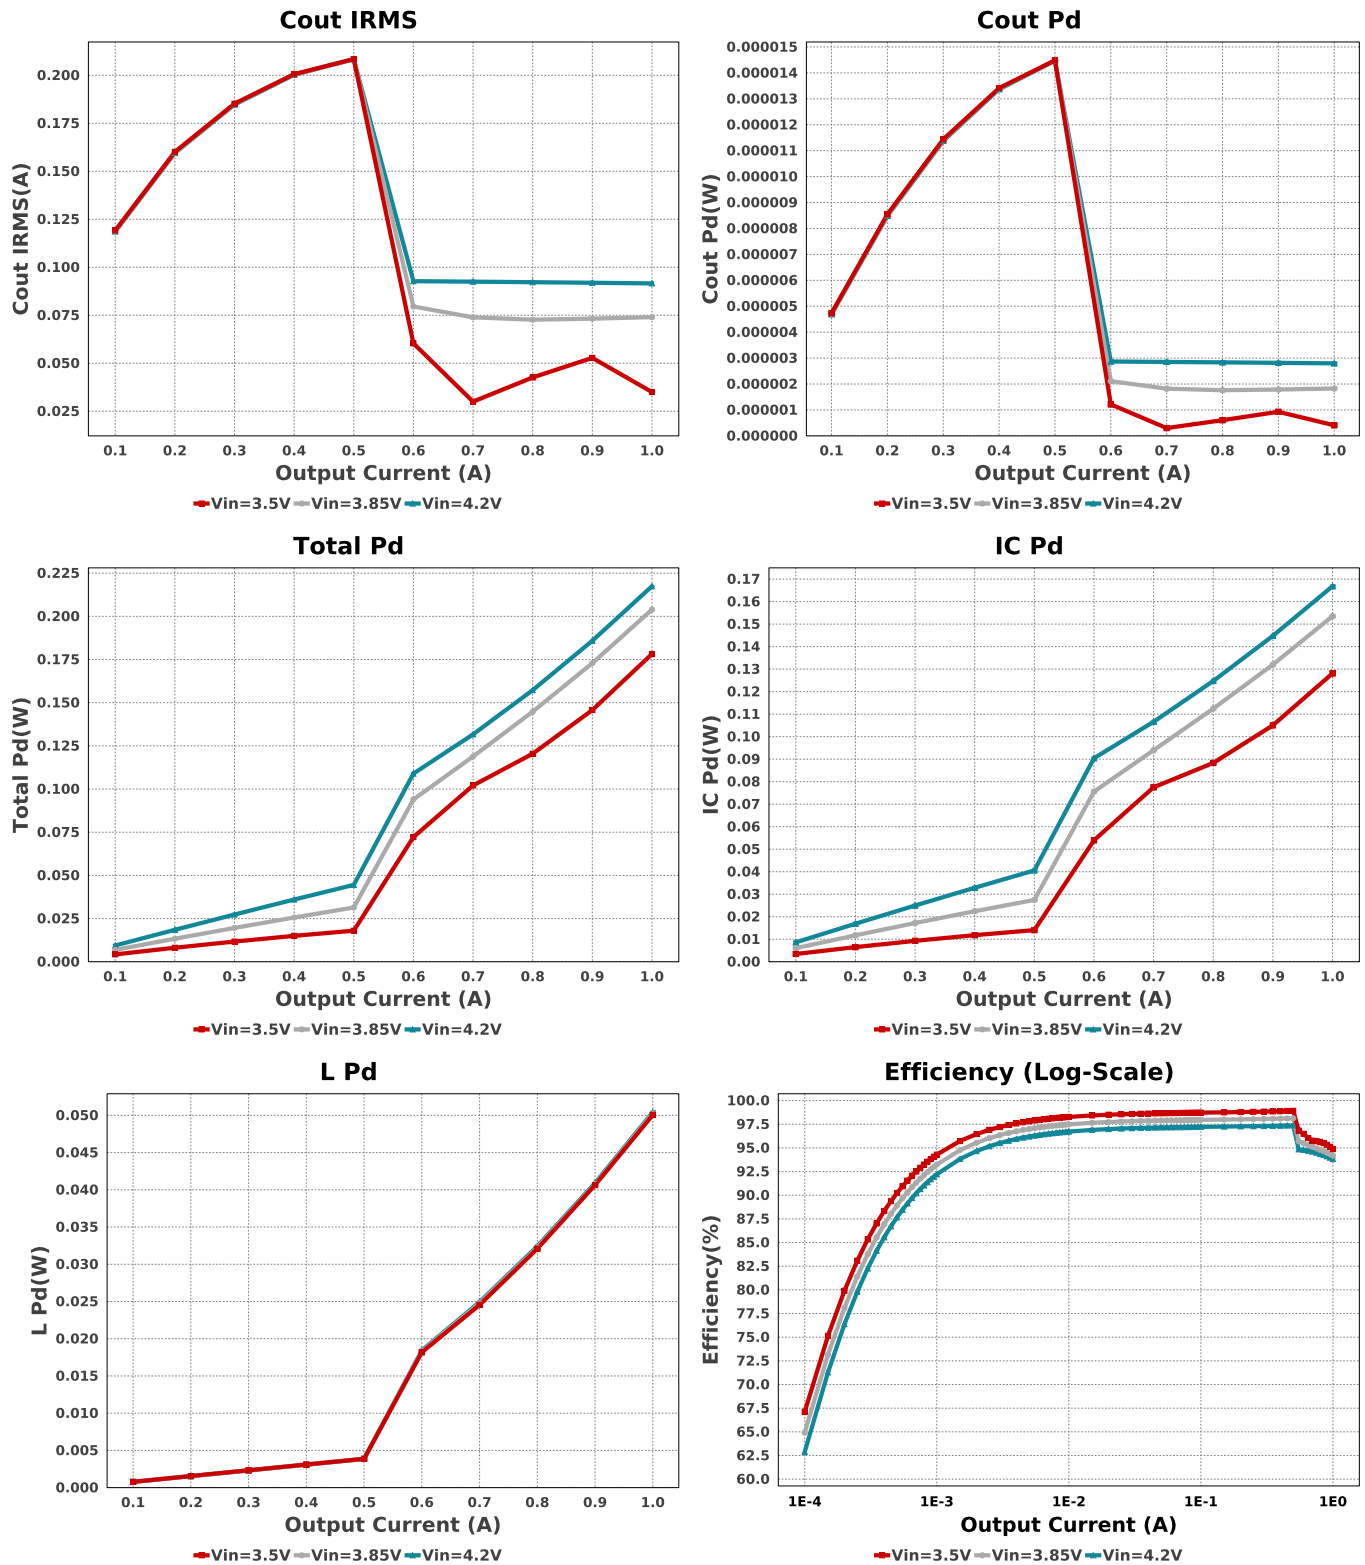 Cout IRMS
Cout IRMS(A)
0.200
0.175
0.150
0.125
0.100
0.075
0.050
0.025
0.1 0.2 0.3 0.4 0.5 0.6 0.7 0.8 0.9 1.0
Output Current (A)
Vin=3.5V Vin=3.85V Vin=4.2V
Cout Pd
Cout Pd(W)
0.000015
0.000014
0.000013
0.000012
0.000011
0.000010
0.000009
0.000008
0.000007
0.000006
0.000005
0.000004
0.000003
0.000002
0.000001
0.000000
0.1 0.2 0.3 0.4 0.5 0.6 0.7 0.8 0.9 1.0
Output Current (A)
Vin=3.5V Vin=3.85V Vin=4.2V
Total Pd
Total Pd(W)
0.225
0.200
0.175
0.150
0.125
0.100
0.075
0.050
0.025
0.000
0.1 0.2 0.3 0.4 0.5 0.6 0.7 0.8 0.9 1.0
Output Current (A)
Vin=3.5V Vin=3.85V Vin=4.2V
IC Pd
IC Pd(W)
0.17
0.16
0.15
0.14
0.13
0.12
0.11
0.10
0.09
0.08
0.07
0.06
0.05
0.04
0.03
0.02
0.01
0.00
0.1 0.2 0.3 0.4 0.5 0.6 0.7 0.8 0.9 1.0
Output Current (A)
Vin=3.5V Vin=3.85V Vin=4.2V
L Pd
L Pd(W)
0.050
0.045
0.040
0.035
0.030
0.025
0.020
0.015
0.010
0.005
0.000
0.1 0.2 0.3 0.4 0.5 0.6 0.7 0.8 0.9 1.0
Output Current (A)
Vin=3.5V Vin=3.85V Vin=4.2V
Efficiency (Log-Scale)
Efficiency(%)
100.0
97.5
95.0
92.5
90.0
87.5
85.0
82.5
80.0
77.5
75.0
72.5
70.0
67.5
65.0
62.5
60.0
1E-4 1E-3 1E-2 1E-1 1E0
Output Current (A)
Vin=3.5V Vin=3.85V Vin=4.2V